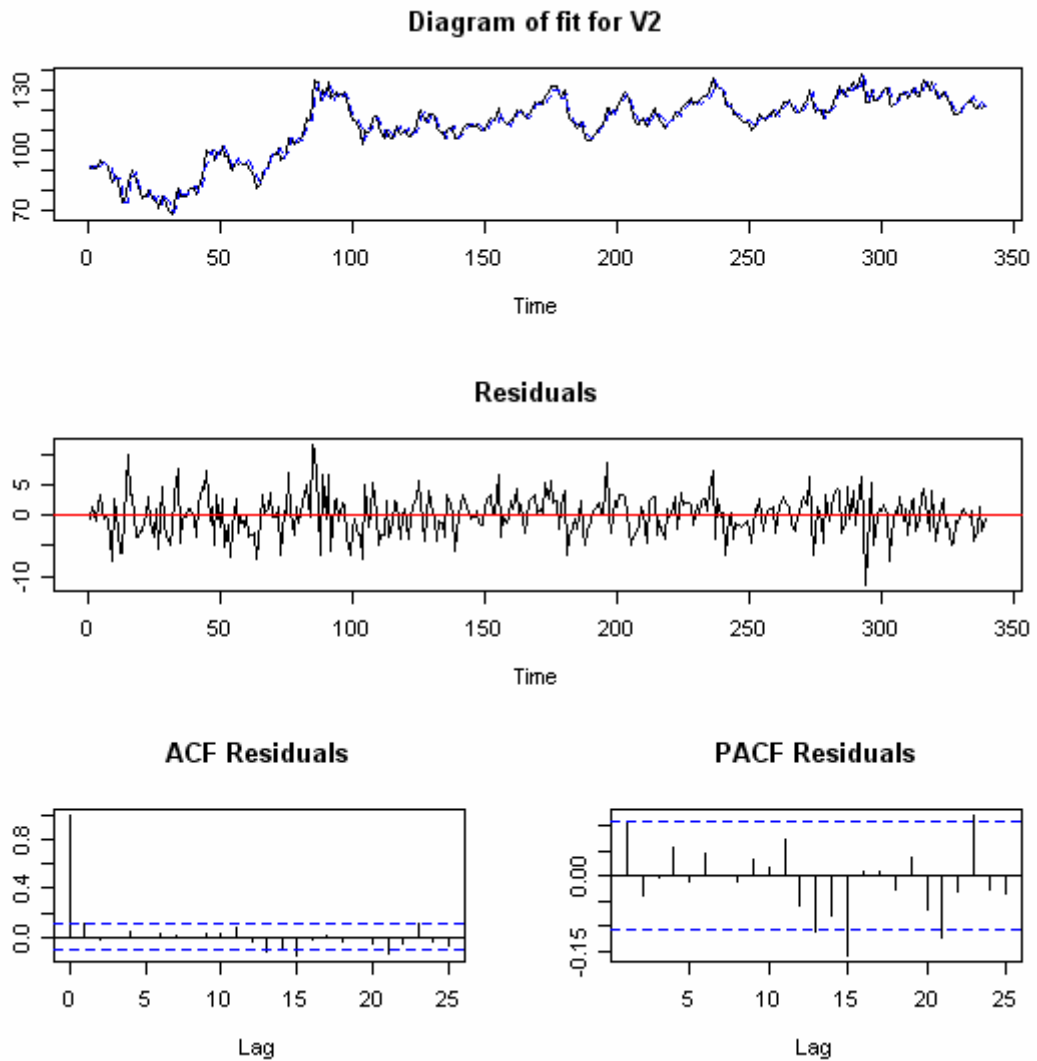 Diagram of fit for V2
130
100
70
0 50 100 150 200 250 300 350
Time
Residuals
5
0
-10
0 50 100 150 200 250 300 350
Time
ACF Residuals
PACF Residuals
0.8
0.4
0.0
0 5 10 15 20 25
Lag
0.00
-0.15
5 10 15 20 25
Lag